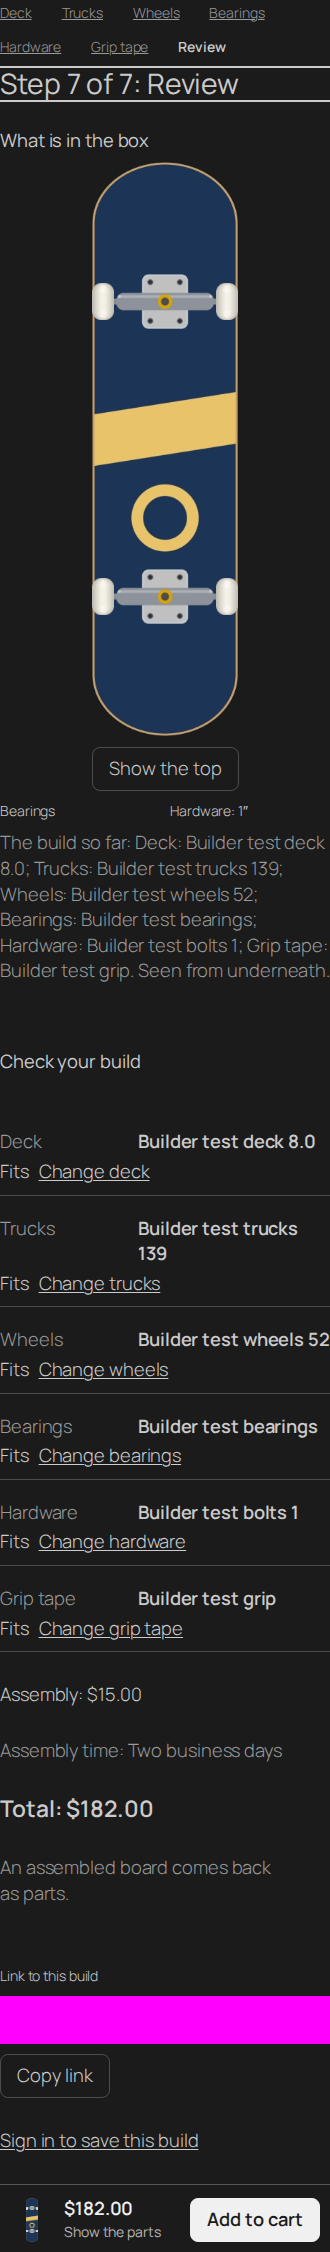 Deck Trucks Wheels Bearings
Hardware Grip tape Review
Step 7 of 7: Review
What is in the box
Show the top
Bearings Hardware: 1″
The build so far: Deck: Builder test deck
8.0; Trucks: Builder test trucks 139;
Wheels: Builder test wheels 52;
Bearings: Builder test bearings;
Hardware: Builder test bolts 1; Grip tape:
Builder test grip. Seen from underneath.
Check your build
Deck Builder test deck 8.0
Fits Change deck
Trucks Builder test trucks
139
Fits Change trucks
Wheels Builder test wheels 52
Fits Change wheels
Bearings Builder test bearings
Fits Change bearings
Hardware Builder test bolts 1
Fits Change hardware
Grip tape Builder test grip
Fits Change grip tape
Assembly: $15.00
Assembly time: Two business days
Total: $182.00
An assembled board comes back
as parts.
Link to this build
Copy link
Sign in to save this build
$182.00
Show the parts
Add to cart